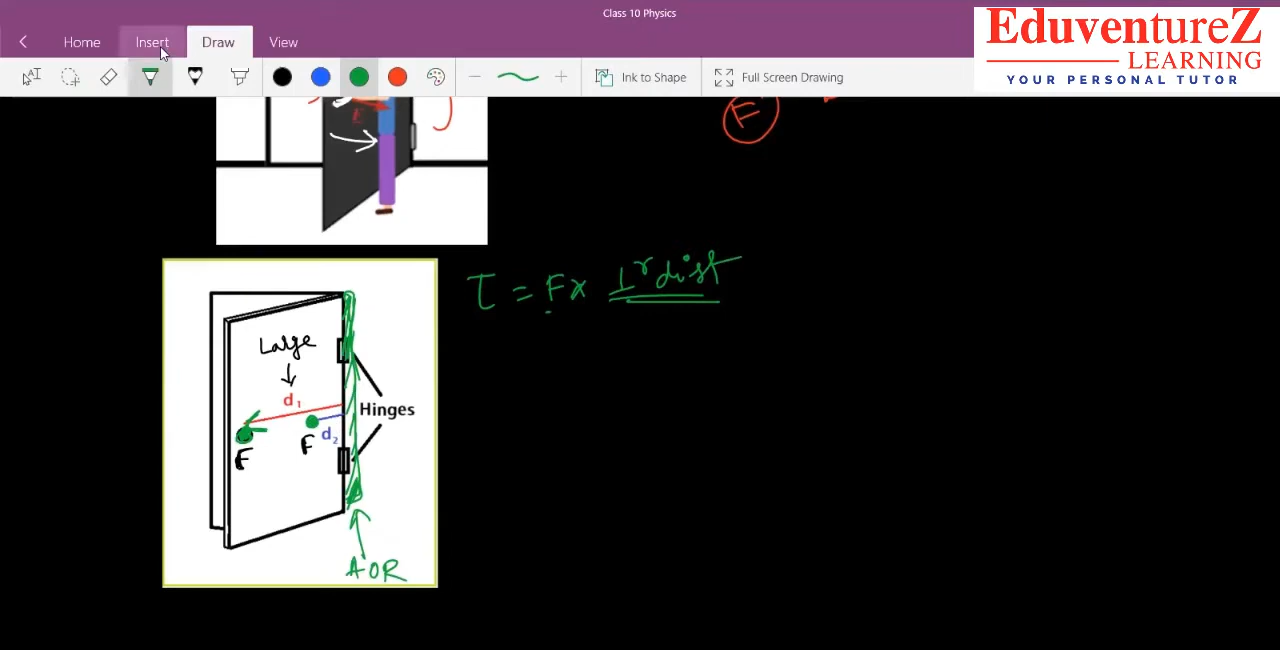 Class 10 Physics
EduventureZ
LEARNING
YOUR PERSONAL TUTOR
Home Insert Draw View
Ink to Shape Full Screen Drawing
F
F
τ = F x ⊥r dist
Large
d1
Hinges
F d2
F
AOR